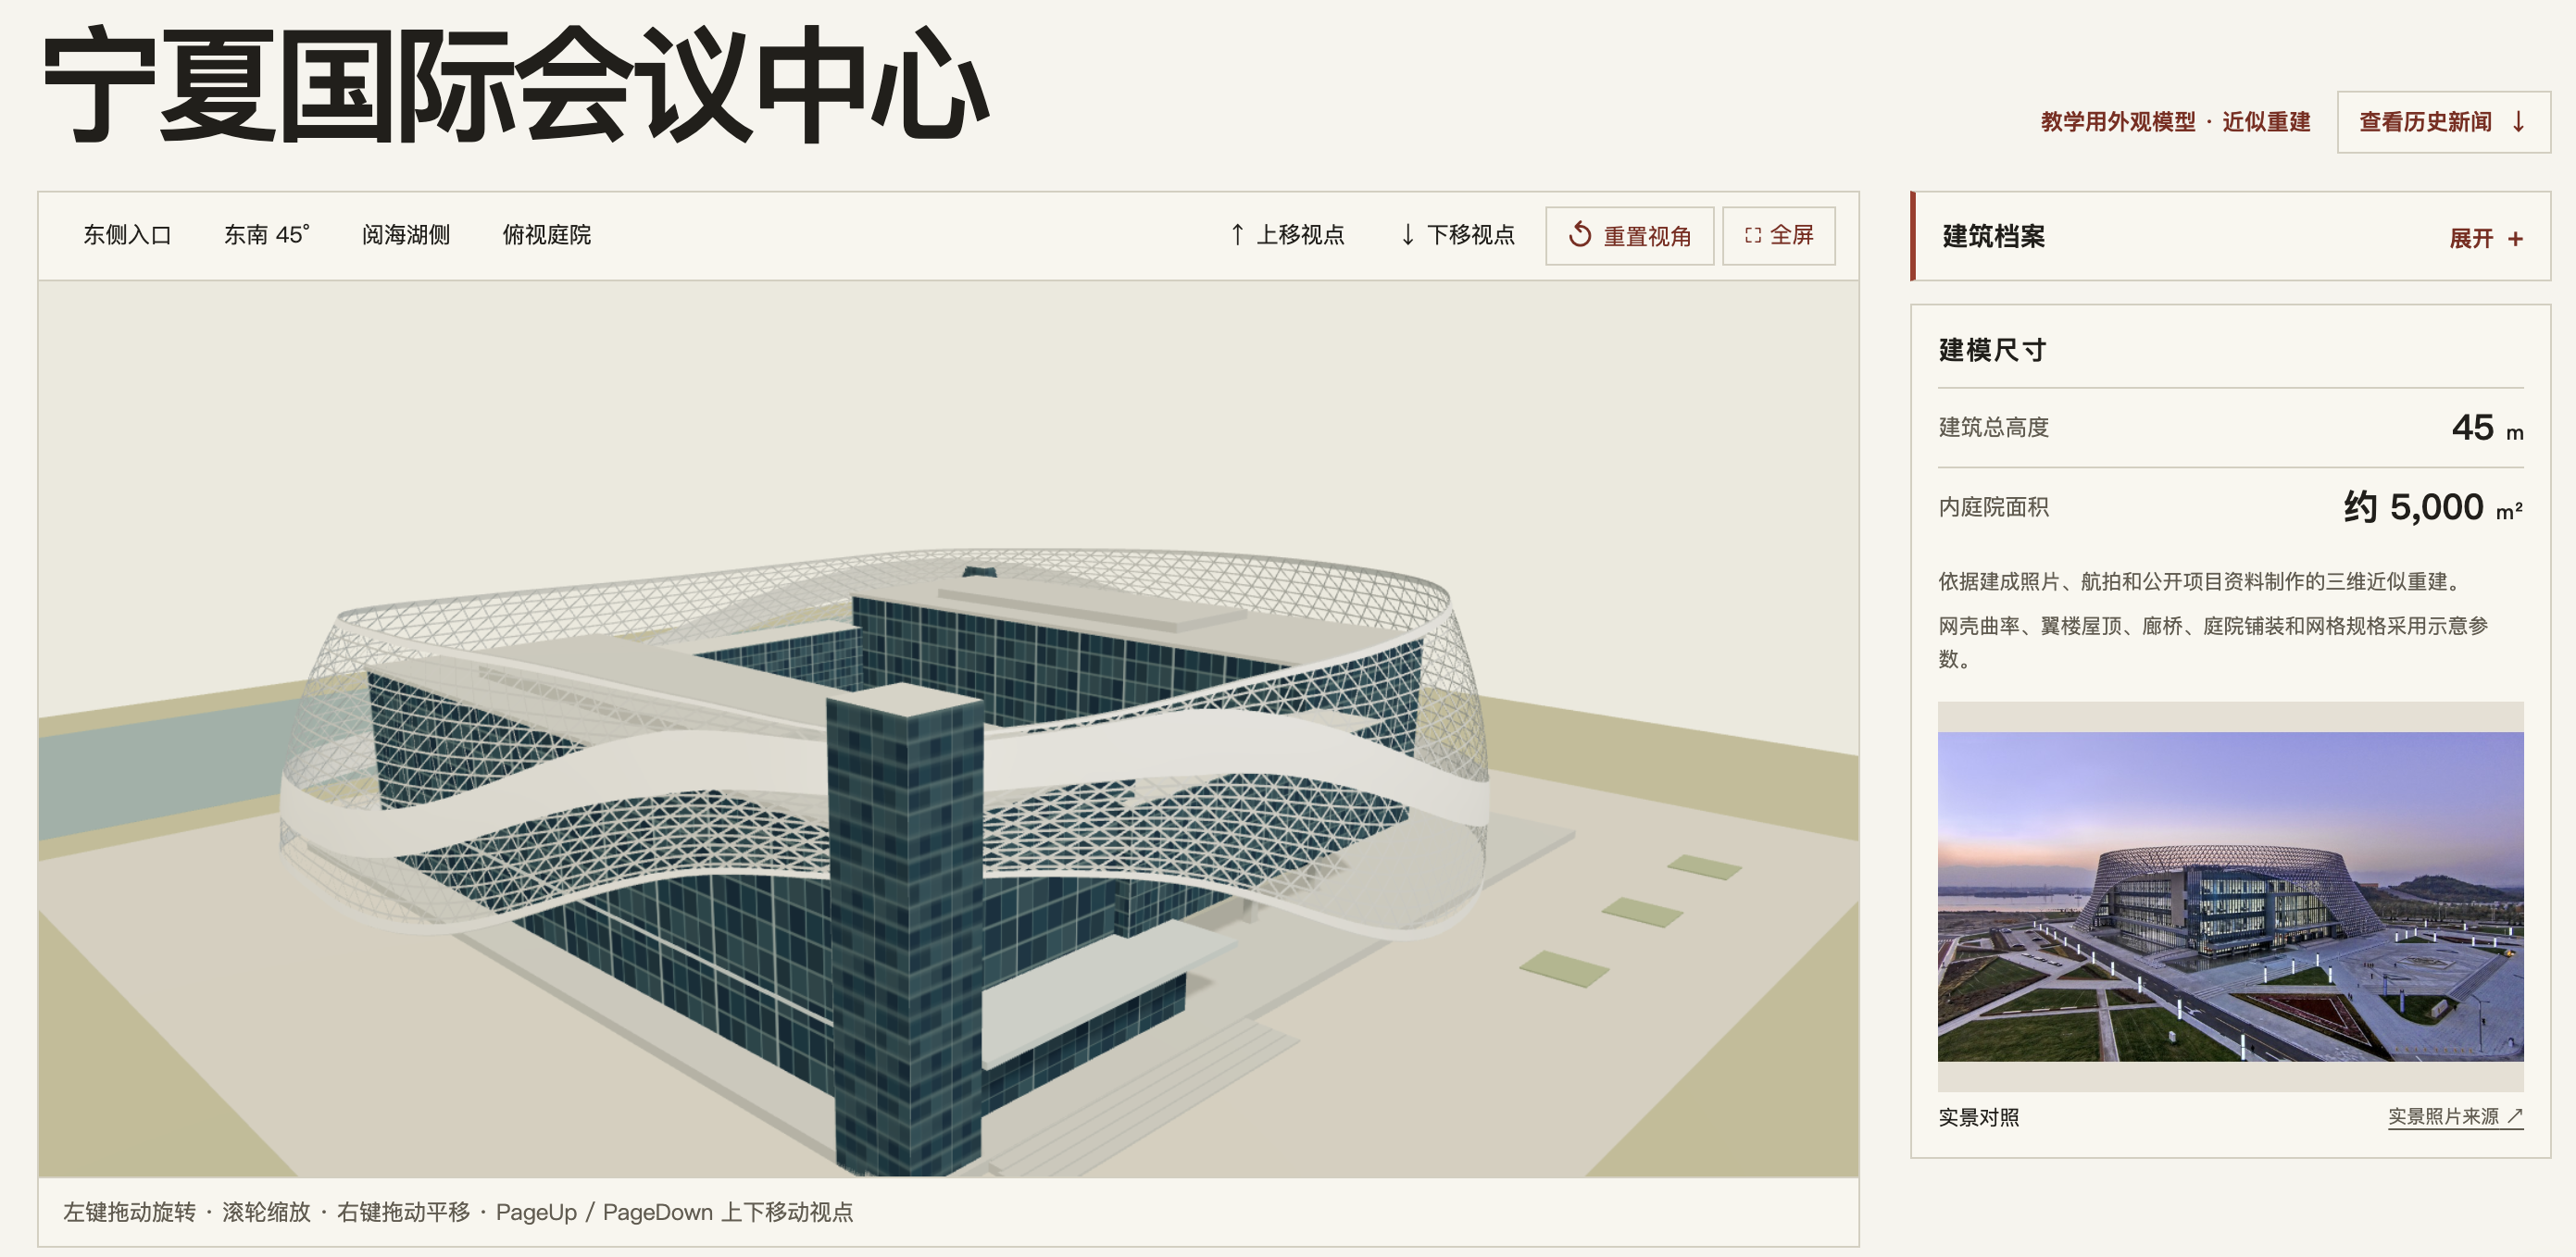 宁夏国际会议中心
教学用外观模型 · 近似重建
查看历史新闻 ↓
东侧入口 东南 45° 阅海湖侧 俯视庭院 ↑ 上移视点 ↓ 下移视点 重置视角 全屏
建筑档案 展开 +
建模尺寸
建筑总高度 45 m
内庭院面积 约 5,000 m²
依据建成照片、航拍和公开项目资料制作的三维近似重建。
网壳曲率、翼楼屋顶、廊桥、庭院铺装和网格规格采用示意参
数。
实景对照 实景照片来源 ↗
左键拖动旋转 · 滚轮缩放 · 右键拖动平移 · PageUp / PageDown 上下移动视点